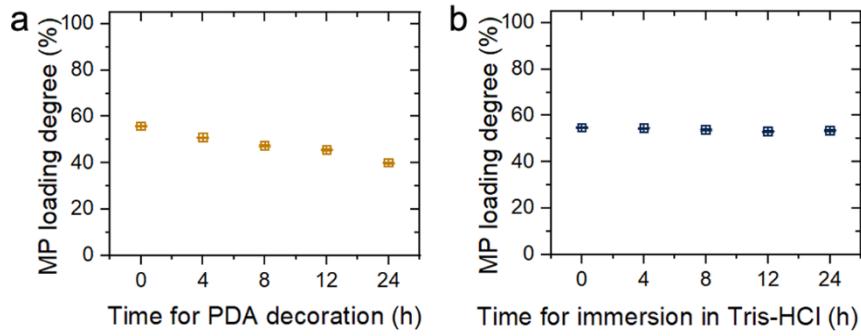 a
MP loading degree (%)
100
80
60
40
20
0
0 4 8 12 24
Time for PDA decoration (h)
b
MP loading degree (%)
100
80
60
40
20
0
0 4 8 12 24
Time for immersion in Tris-HCl (h)